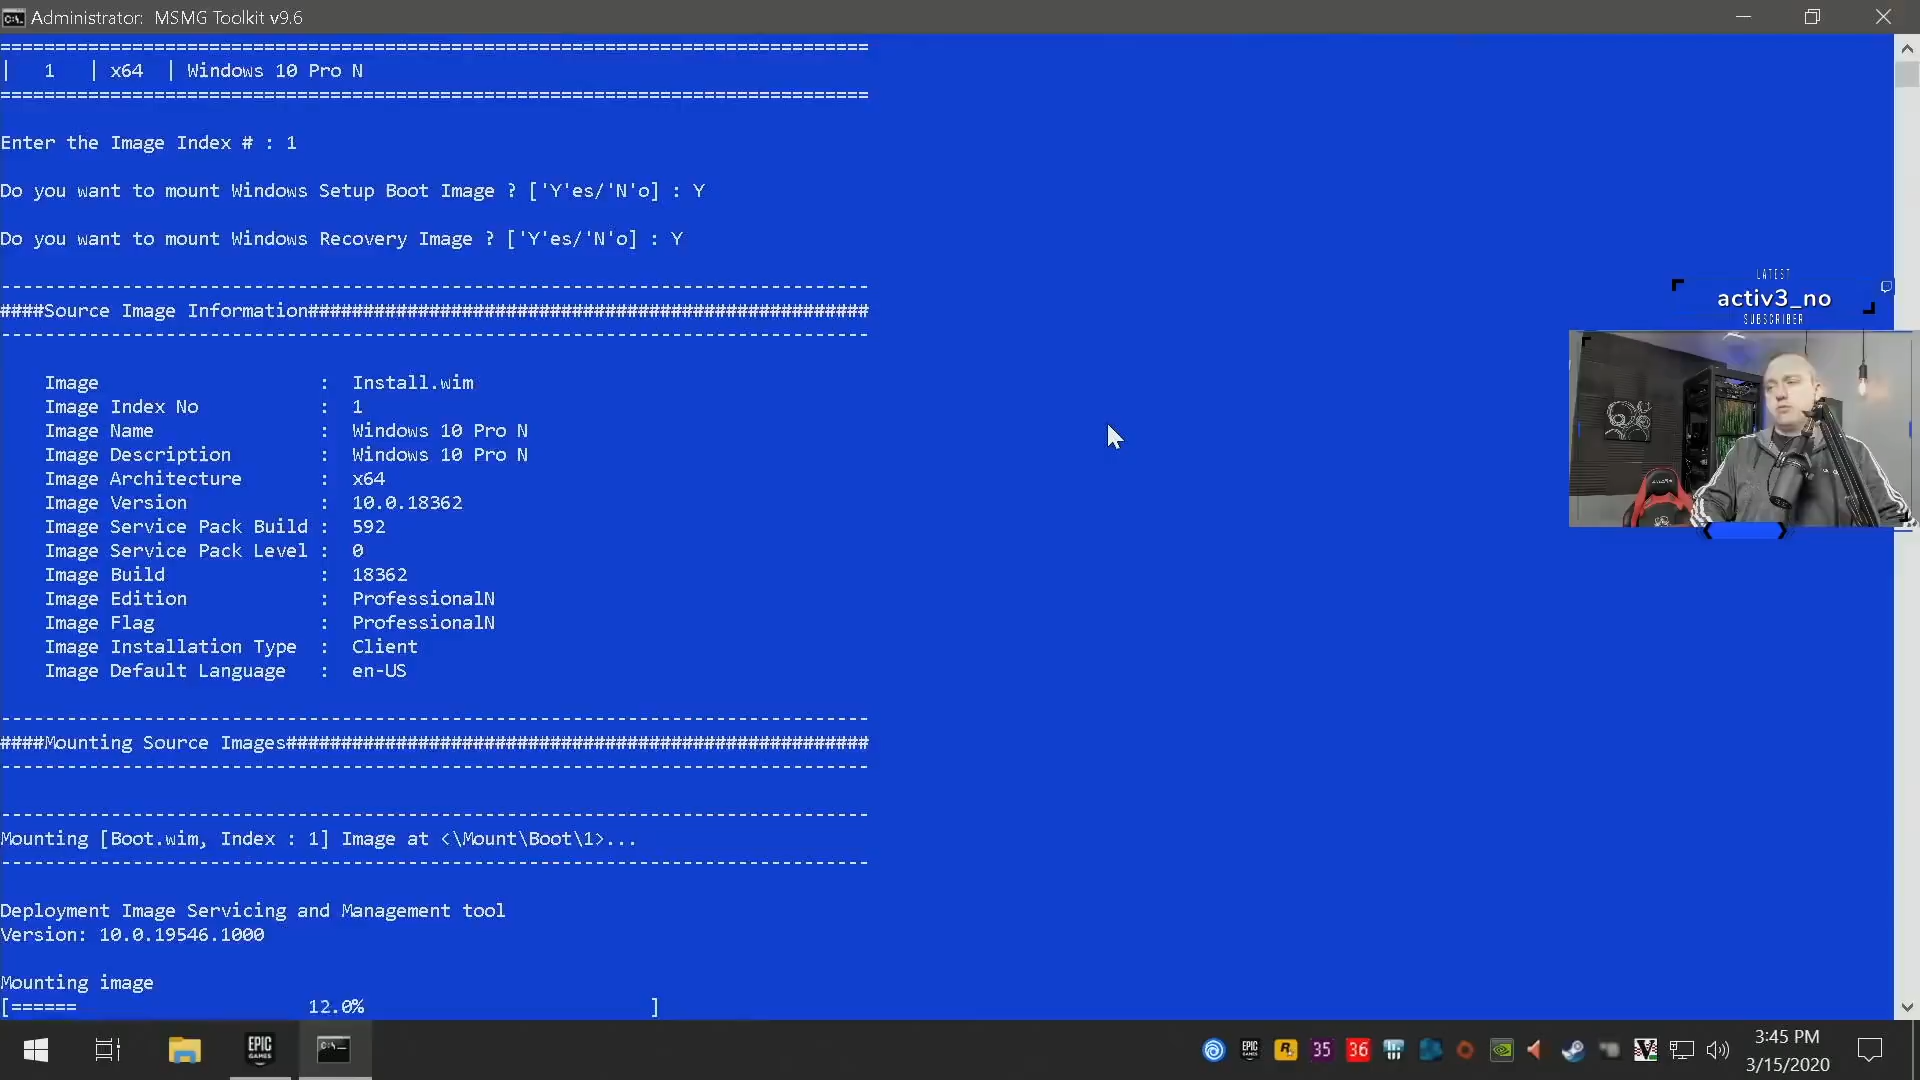 Administrator: MSMG Toolkit v9.6
===============================================================================
| 1 | x64 | Windows 10 Pro N
===============================================================================
Enter the Image Index # : 1
Do you want to mount Windows Setup Boot Image ? ['Y'es/'N'o] : Y
Do you want to mount Windows Recovery Image ? ['Y'es/'N'o] : Y
-------------------------------------------------------------------------------
####Source Image Information###################################################
-------------------------------------------------------------------------------
Image : Install.wim
Image Index No : 1
Image Name : Windows 10 Pro N
Image Description : Windows 10 Pro N
Image Architecture : x64
Image Version : 10.0.18362
Image Service Pack Build : 592
Image Service Pack Level : 0
Image Build : 18362
Image Edition : ProfessionalN
Image Flag : ProfessionalN
Image Installation Type : Client
Image Default Language : en-US
-------------------------------------------------------------------------------
####Mounting Source Images#####################################################
-------------------------------------------------------------------------------
-------------------------------------------------------------------------------
Mounting [Boot.wim, Index : 1] Image at <\Mount\Boot\1>...
-------------------------------------------------------------------------------
Deployment Image Servicing and Management tool
Version: 10.0.19546.1000
Mounting image
[====== 12.0% ]
LATEST
activ3_no
SUBSCRIBER
EPIC GAMES
EPIC GAMES
R
35
36
3:45 PM
3/15/2020